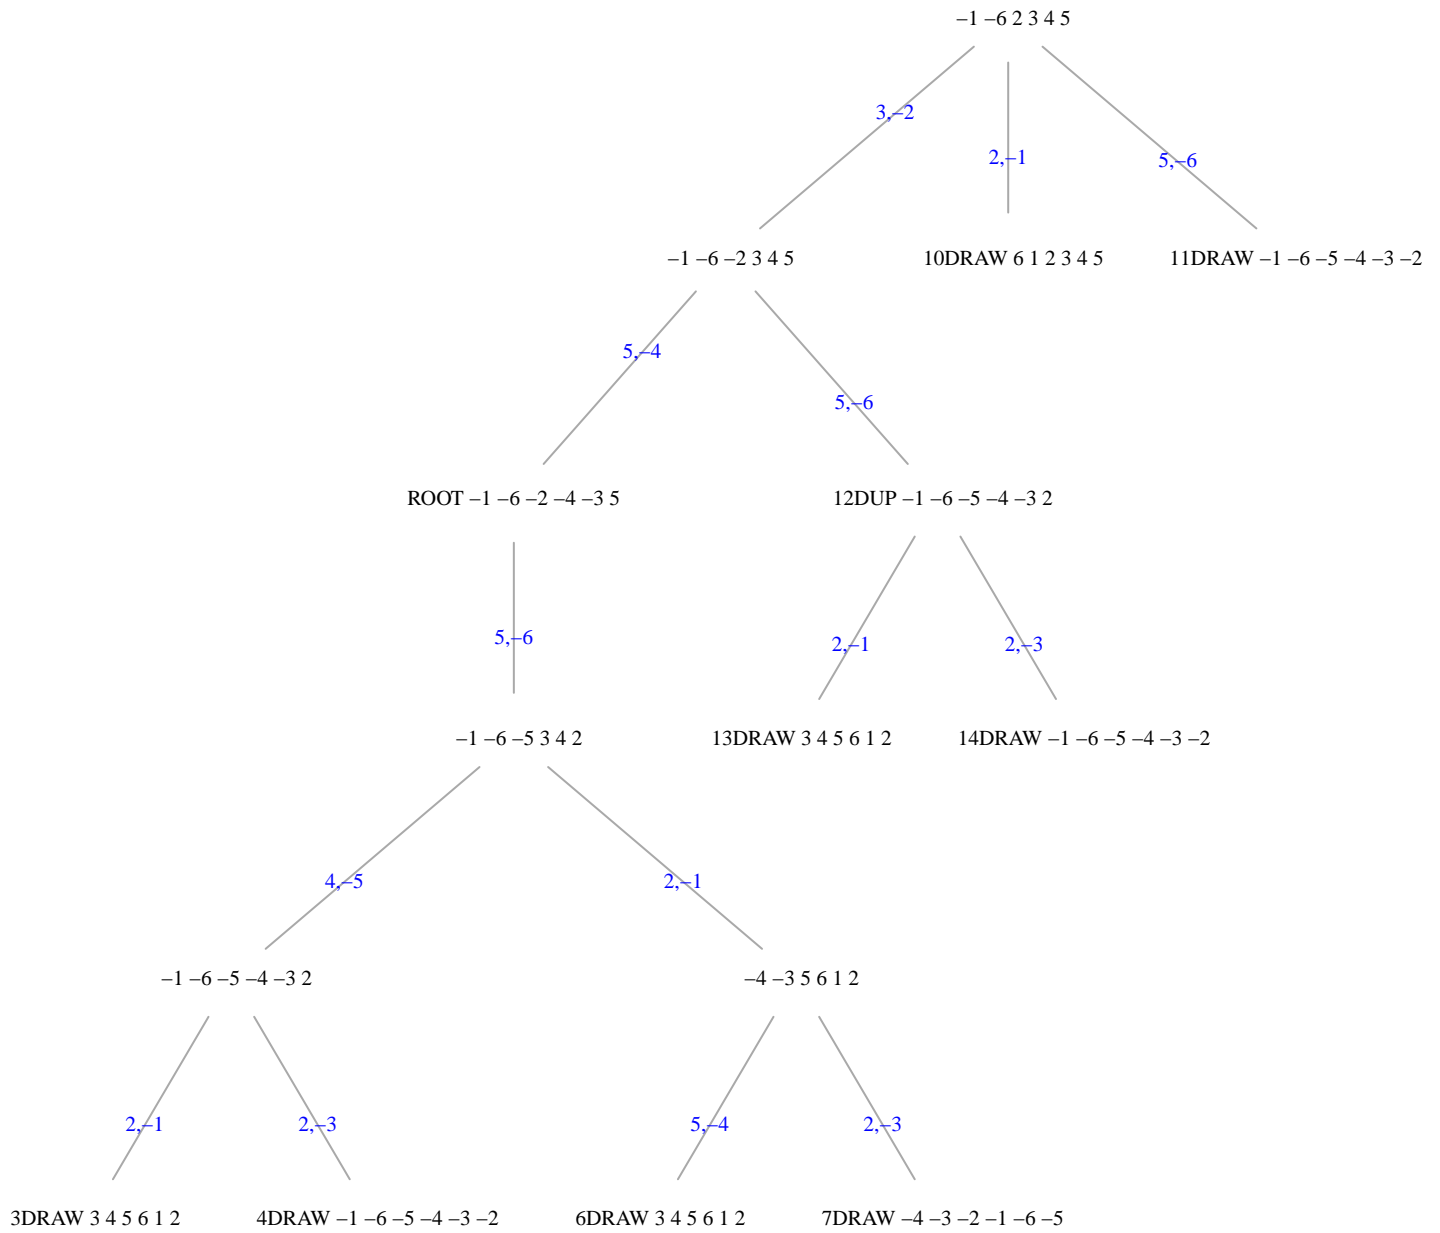 –1 –6 2 3 4 5
3,–2
2,–1
5,–6
–1 –6 –2 3 4 5
10DRAW 6 1 2 3 4 5
11DRAW –1 –6 –5 –4 –3 –2
5,–4
5,–6
ROOT –1 –6 –2 –4 –3 5
12DUP –1 –6 –5 –4 –3 2
5,–6
2,–1
2,–3
–1 –6 –5 3 4 2
13DRAW 3 4 5 6 1 2
14DRAW –1 –6 –5 –4 –3 –2
4,–5
2,–1
–1 –6 –5 –4 –3 2
–4 –3 5 6 1 2
2,–1
2,–3
5,–4
2,–3
3DRAW 3 4 5 6 1 2
4DRAW –1 –6 –5 –4 –3 –2
6DRAW 3 4 5 6 1 2
7DRAW –4 –3 –2 –1 –6 –5